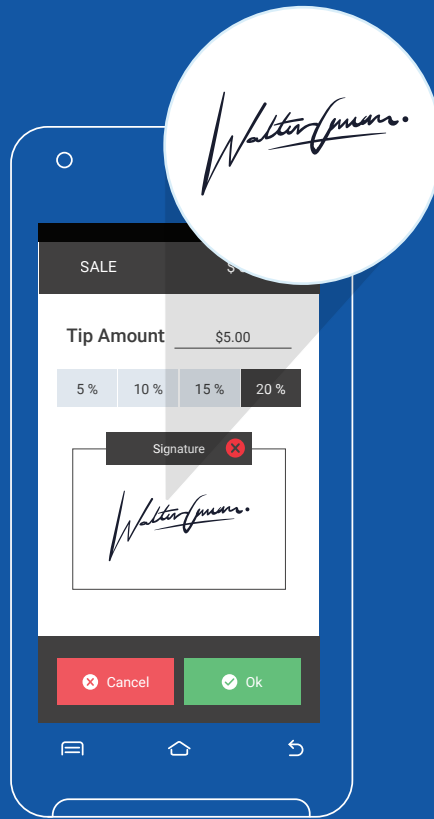 SALE $
Tip Amount $5.00
5 % 10 % 15 % 20 %
Signature
Cancel Ok